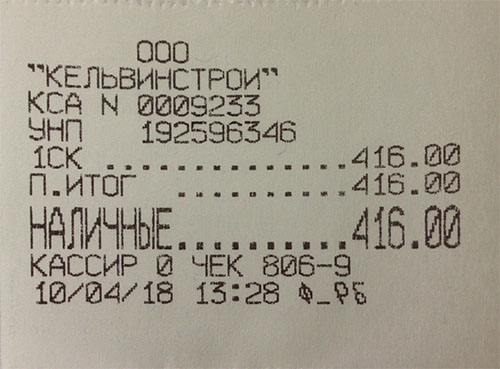 ООО
"КЕЛЬВИНСТРОИ"
КСА N 0009233
УНП 192596346
1СК ...............416.00
П.ИТОГ ............416.00
НАЛИЧНЫЕ...........416.00
КАССИР 0 ЧЕК 806-9
10/04/18 13:28